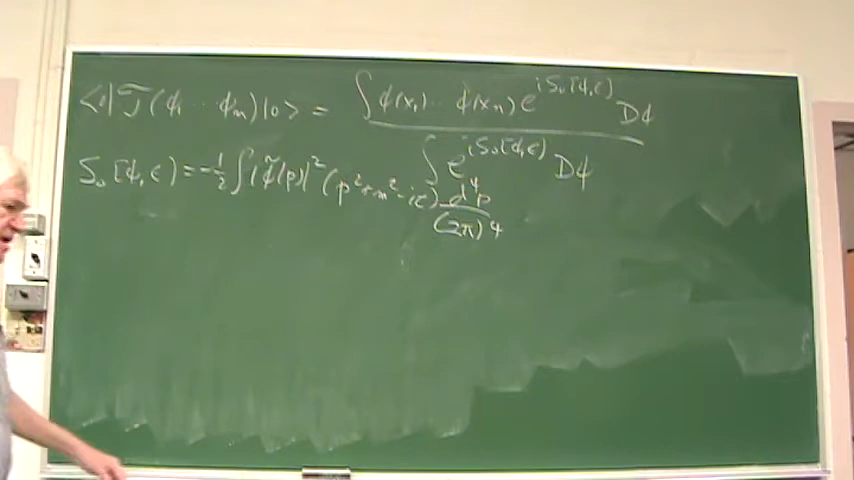 <0|T(ϕ₁ ⋯ ϕₙ)|0> = ∫ϕ(x₁)⋯ϕ(xₙ) e^{iS₀[ϕ,ϵ)} Dϕ / ∫e^{iS₀[ϕ,ϵ)} Dϕ
S₀[ϕ,ϵ) = -½ ∫|ϕ̃(p)|² (p²+m²-iϵ) d⁴p/(2π)⁴